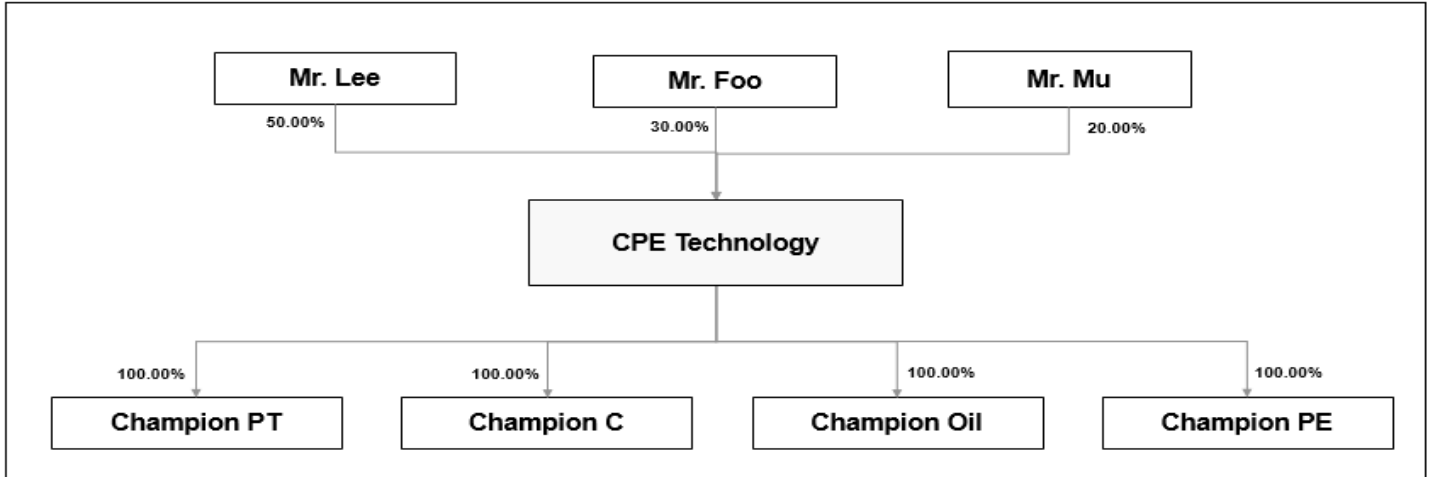 Mr. Lee
Mr. Foo
Mr. Mu
50.00%
30.00%
20.00%
CPE Technology
100.00%
100.00%
100.00%
100.00%
Champion PT
Champion C
Champion Oil
Champion PE